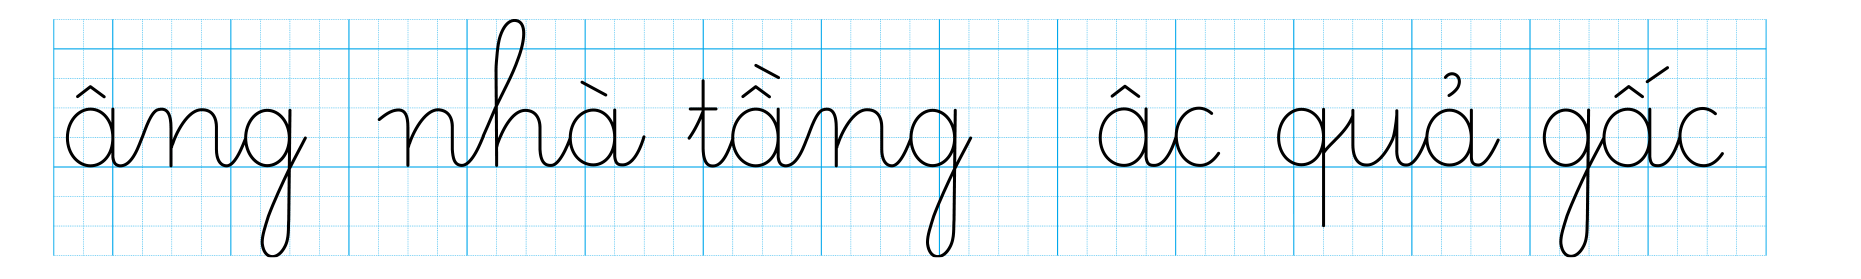 âng nhà tầng âc quả gấc